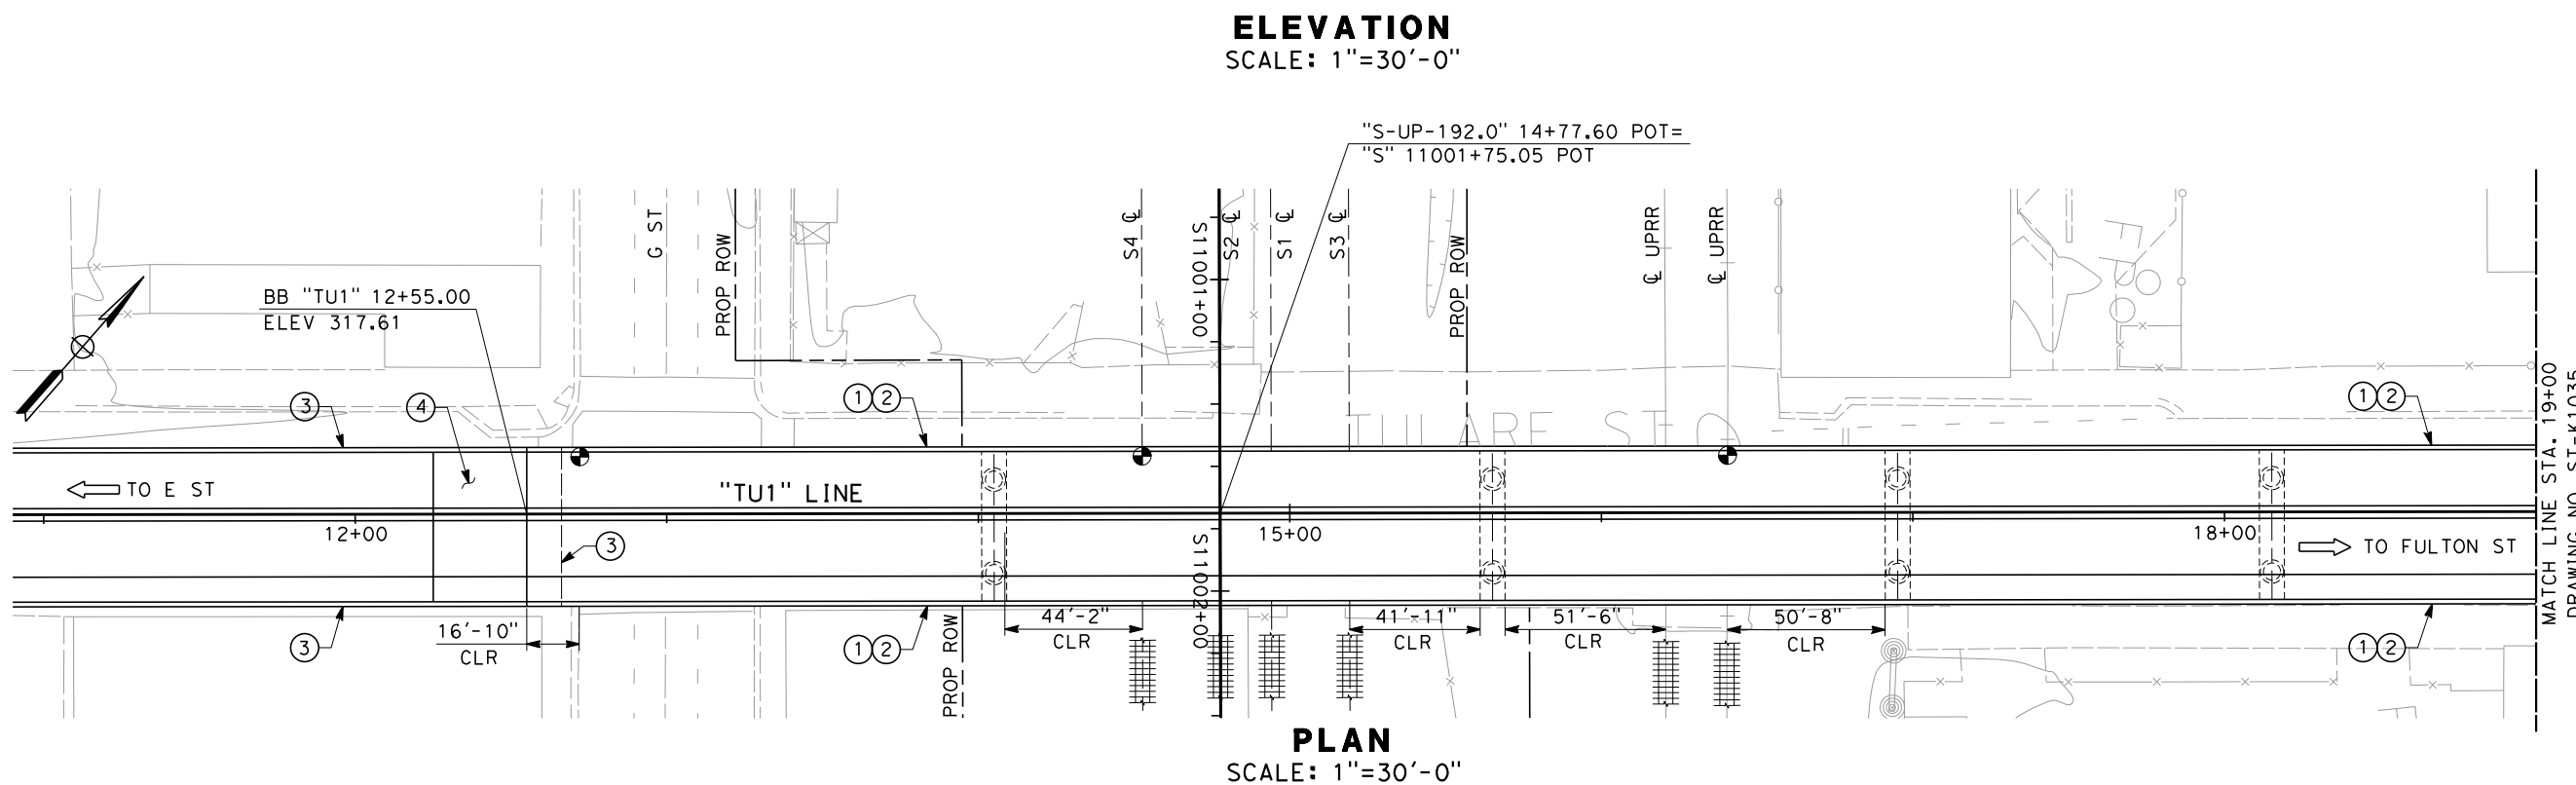 ELEVATION
SCALE: 1"=30'-0"
"S-UP-192.0" 14+77.60 POT=
"S" 11001+75.05 POT
G ST
PROP ROW
S4 ℄
S11001+00
S2 ℄
S1 ℄
S3 ℄
PROP ROW
℄ UPRR
℄ UPRR
BB "TU1" 12+55.00
ELEV 317.61
3
4
1 2
TULARE ST
1 2
MATCH LINE STA. 19+00
DRAWING NO. ST-K1035
TO E ST
"TU1" LINE
12+00
15+00
18+00
3
TO FULTON ST
S11002+00
16'-10"
CLR
44'-2"
CLR
41'-11"
CLR
51'-6"
CLR
50'-8"
CLR
3
1 2
PROP ROW
1 2
PLAN
SCALE: 1"=30'-0"